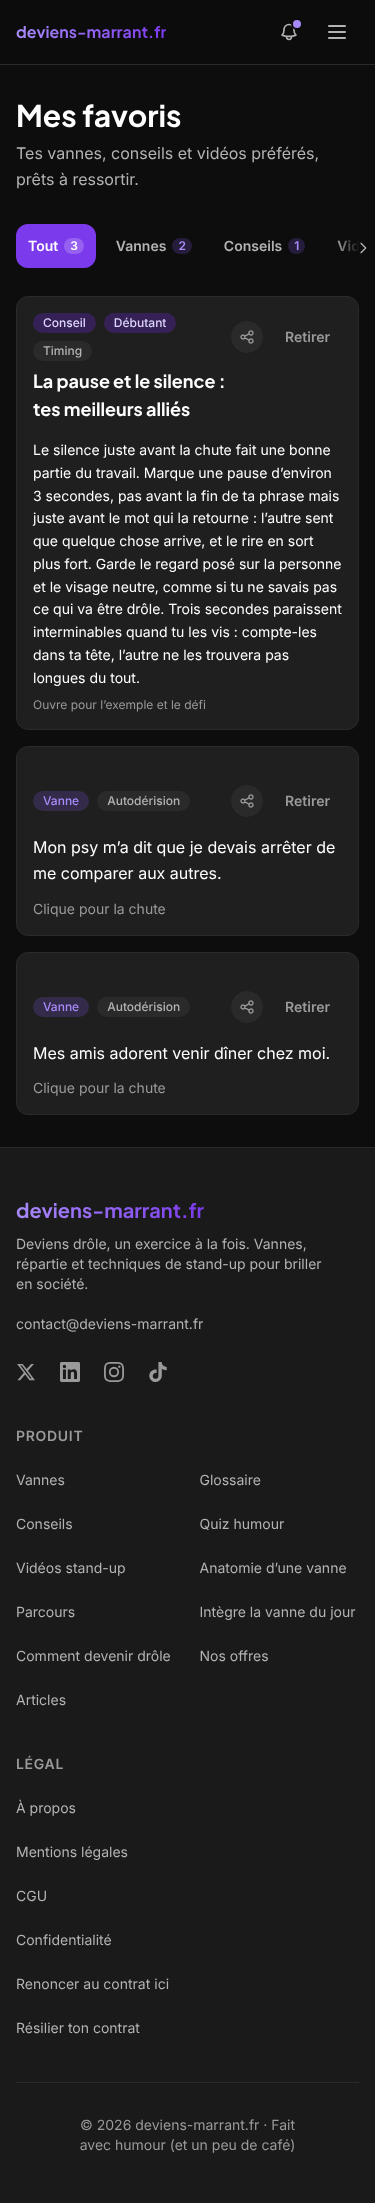 deviens-marrant.fr
Mes favoris
Tes vannes, conseils et vidéos préférés,
prêts à ressortir.
Tout 3 Vannes 2 Conseils 1
Conseil Débutant
Timing
Retirer
La pause et le silence :
tes meilleurs alliés
Le silence juste avant la chute fait une bonne
partie du travail. Marque une pause d’environ
3 secondes, pas avant la fin de ta phrase mais
juste avant le mot qui la retourne : l’autre sent
que quelque chose arrive, et le rire en sort
plus fort. Garde le regard posé sur la personne
et le visage neutre, comme si tu ne savais pas
ce qui va être drôle. Trois secondes paraissent
interminables quand tu les vis : compte-les
dans ta tête, l’autre ne les trouvera pas
longues du tout.
Ouvre pour l’exemple et le défi
Vanne Autodérision Retirer
Mon psy m’a dit que je devais arrêter de
me comparer aux autres.
Clique pour la chute
Vanne Autodérision Retirer
Mes amis adorent venir dîner chez moi.
Clique pour la chute
deviens-marrant.fr
Deviens drôle, un exercice à la fois. Vannes,
répartie et techniques de stand-up pour briller
en société.
contact@deviens-marrant.fr
PRODUIT
Vannes Glossaire
Conseils Quiz humour
Vidéos stand-up Anatomie d’une vanne
Parcours Intègre la vanne du jour
Comment devenir drôle Nos offres
Articles
LÉGAL
À propos
Mentions légales
CGU
Confidentialité
Renoncer au contrat ici
Résilier ton contrat
© 2026 deviens-marrant.fr · Fait
avec humour (et un peu de café)